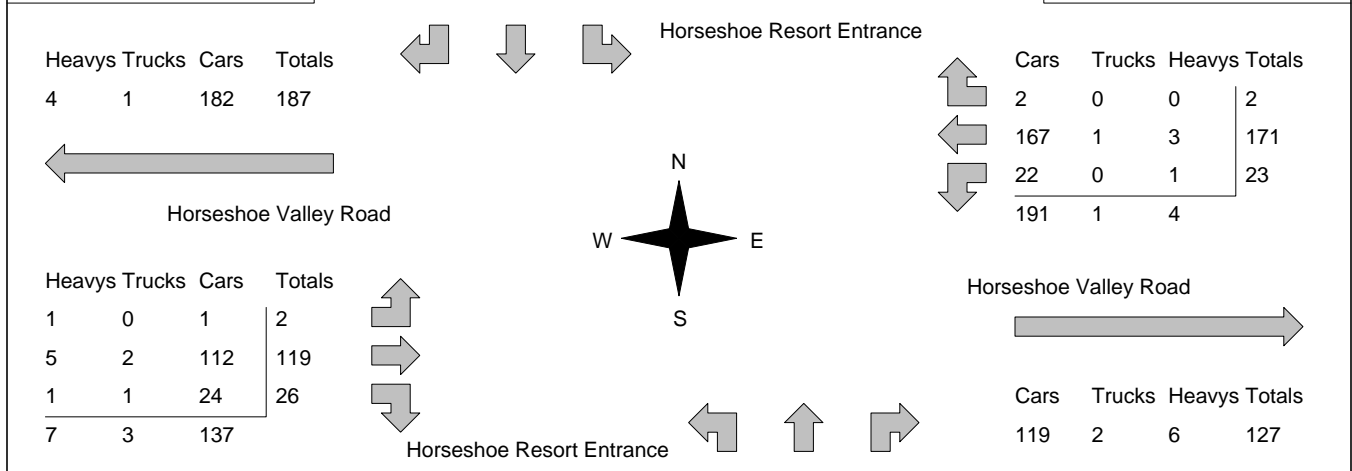 Horseshoe Resort Entrance
Heavys Trucks Cars Totals
4 1 182 187
Cars Trucks Heavys Totals
2 0 0 2
167 1 3 171
22 0 1 23
191 1 4
Horseshoe Valley Road
N
W E
S
Heavys Trucks Cars Totals
1 0 1 2
5 2 112 119
1 1 24 26
7 3 137
Horseshoe Valley Road
Horseshoe Resort Entrance
Cars Trucks Heavys Totals
119 2 6 127